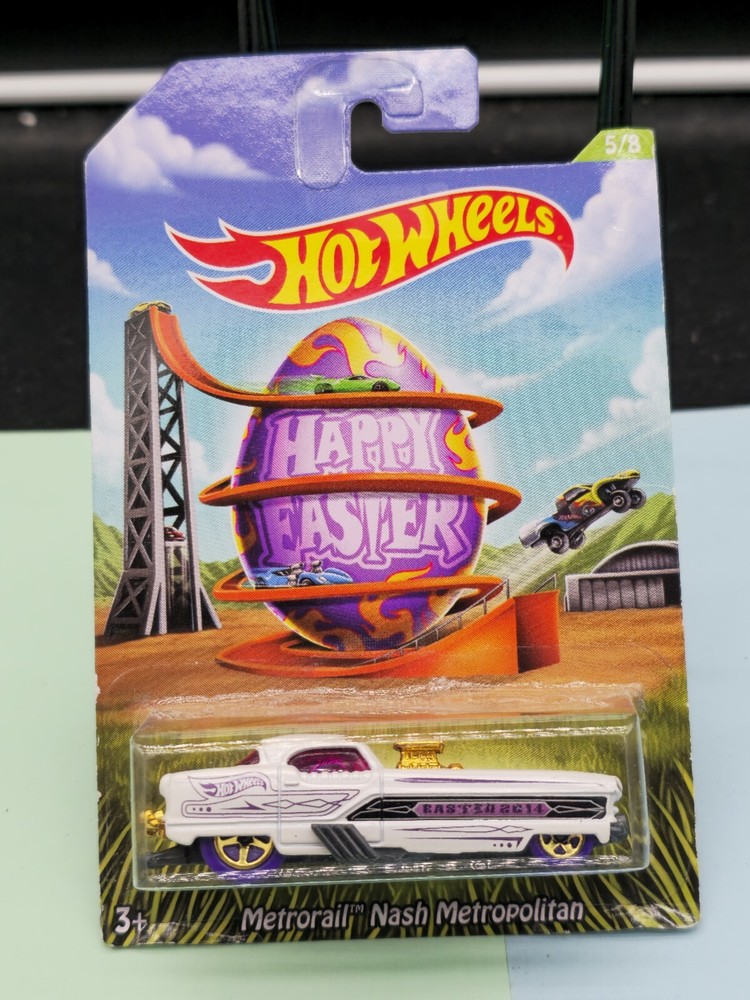 5/8
HOT WHEELS
HAPPY
EASTER
HOT WHEELS
EASTER 2014
3+
Metrorail™ Nash Metropolitan